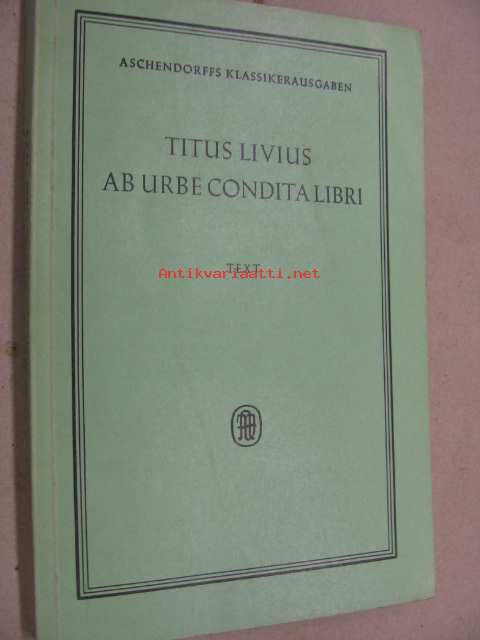 ASCHENDORFFS KLASSIKERAUSGABEN
TITUS LIVIUS
AB URBE CONDITA LIBRI
TEXT
Antikvariaatti.net